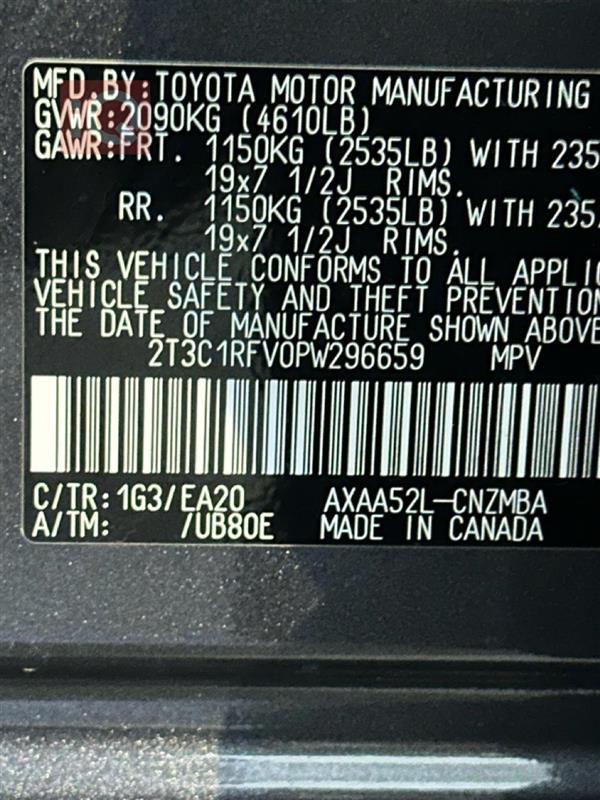 MFD.BY:TOYOTA MOTOR MANUFACTURING
GVWR:2090KG (4610LB)
GAWR:FRT. 1150KG (2535LB) WITH 235
19x7 1/2J RIMS.
RR. 1150KG (2535LB) WITH 235
19x7 1/2J RIMS.
THIS VEHICLE CONFORMS TO ALL
VEHICLE SAFETY AND THEFT PREVENTION
THE DATE OF MANUFACTURE SHOWN ABOVE
2T3C1RFV0PW296659 MPV
C/TR:1G3/EA20 AXAA52L-CNZMBA
A/TM: /UB80E MADE IN CANADA